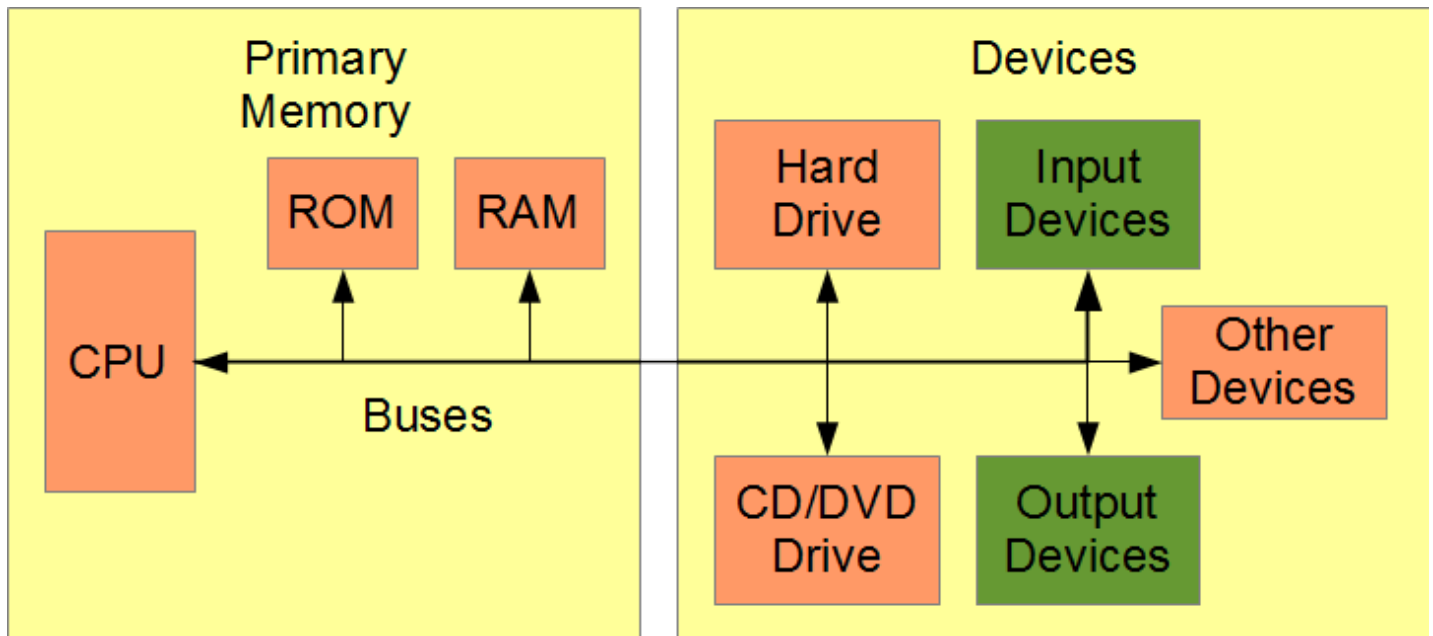 Primary
Memory
ROM
RAM
CPU
Buses
Devices
Hard
Drive
Input
Devices
Other
Devices
CD/DVD
Drive
Output
Devices